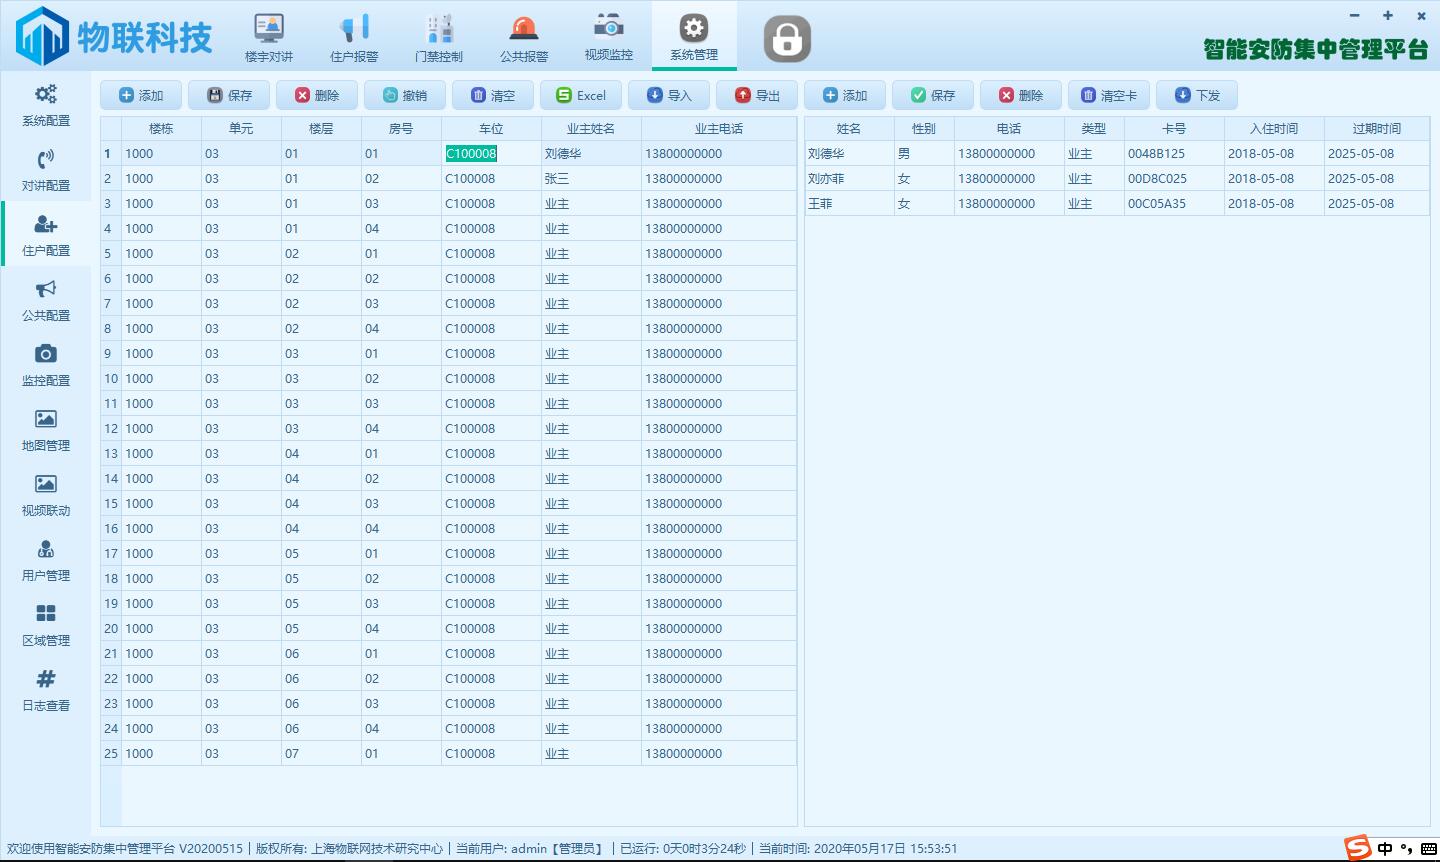 物联科技
楼宇对讲
住户报警
门禁控制
公共报警
视频监控
系统管理
智能安防集中管理平台
系统配置
对讲配置
住户配置
公共配置
监控配置
地图管理
视频联动
用户管理
区域管理
日志查看
添加 保存 删除 撤销 清空 Excel 导入 导出
楼栋 单元 楼层 房号 车位 业主姓名 业主电话
1 1000 03 01 01 C100008 刘德华 13800000000
2 1000 03 01 02 C100008 张三 13800000000
3 1000 03 01 03 C100008 业主 13800000000
4 1000 03 01 04 C100008 业主 13800000000
5 1000 03 02 01 C100008 业主 13800000000
6 1000 03 02 02 C100008 业主 13800000000
7 1000 03 02 03 C100008 业主 13800000000
8 1000 03 02 04 C100008 业主 13800000000
9 1000 03 03 01 C100008 业主 13800000000
10 1000 03 03 02 C100008 业主 13800000000
11 1000 03 03 03 C100008 业主 13800000000
12 1000 03 03 04 C100008 业主 13800000000
13 1000 03 04 01 C100008 业主 13800000000
14 1000 03 04 02 C100008 业主 13800000000
15 1000 03 04 03 C100008 业主 13800000000
16 1000 03 04 04 C100008 业主 13800000000
17 1000 03 05 01 C100008 业主 13800000000
18 1000 03 05 02 C100008 业主 13800000000
19 1000 03 05 03 C100008 业主 13800000000
20 1000 03 05 04 C100008 业主 13800000000
21 1000 03 06 01 C100008 业主 13800000000
22 1000 03 06 02 C100008 业主 13800000000
23 1000 03 06 03 C100008 业主 13800000000
24 1000 03 06 04 C100008 业主 13800000000
25 1000 03 07 01 C100008 业主 13800000000
添加 保存 删除 清空卡 下发
姓名 性别 电话 类型 卡号 入住时间 过期时间
刘德华 男 13800000000 业主 0048B125 2018-05-08 2025-05-08
刘亦菲 女 13800000000 业主 00D8C025 2018-05-08 2025-05-08
王菲 女 13800000000 业主 00C05A35 2018-05-08 2025-05-08
欢迎使用智能安防集中管理平台 V20200515 | 版权所有: 上海物联网技术研究中心 | 当前用户: admin【管理员】 | 已运行: 0天0时3分24秒 | 当前时间: 2020年05月17日 15:53:51
S 中